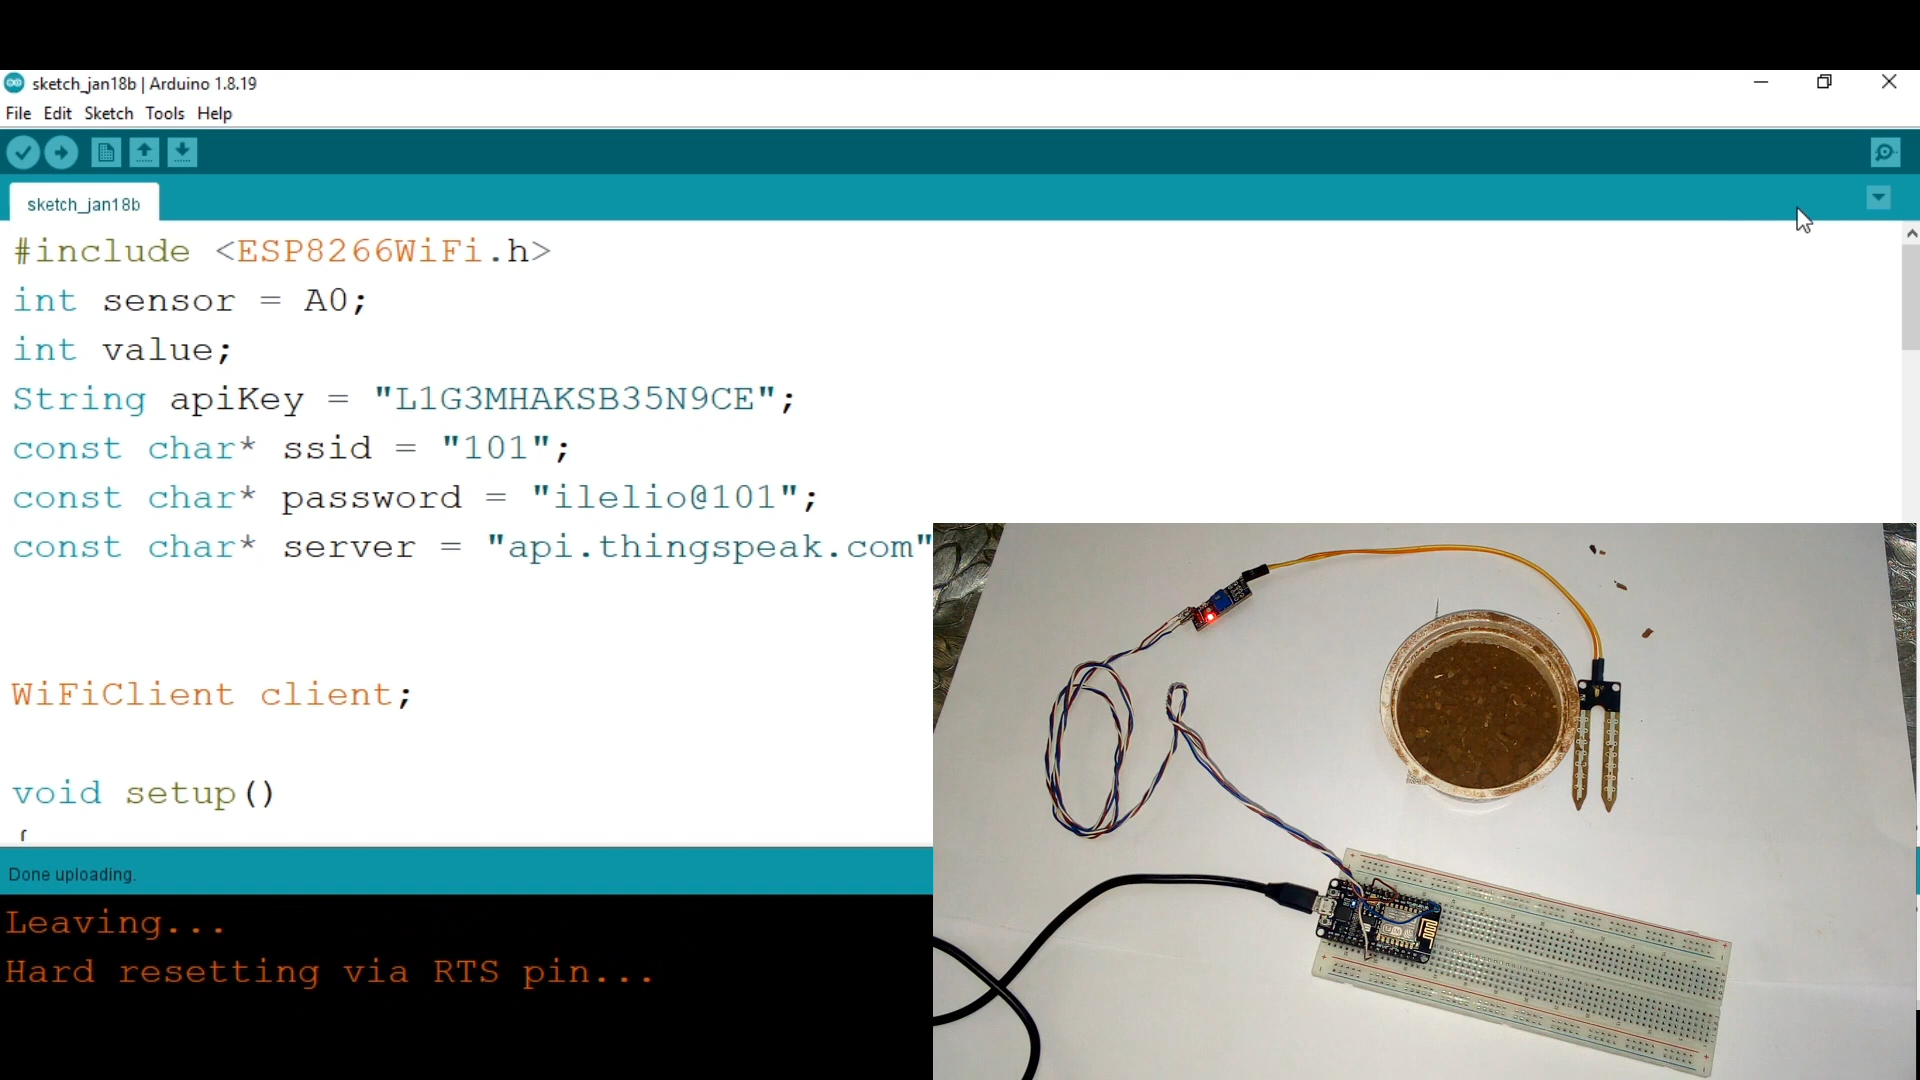 sketch_jan18b | Arduino 1.8.19
File Edit Sketch Tools Help
sketch_jan18b
#include <ESP8266WiFi.h>
int sensor = A0;
int value;
String apiKey = "L1G3MHAKSB35N9CE";
const char* ssid = "101";
const char* password = "ilelio@101";
const char* server = "api.thingspeak.com"
WiFiClient client;
void setup()
{
Done uploading.
Leaving...
Hard resetting via RTS pin...